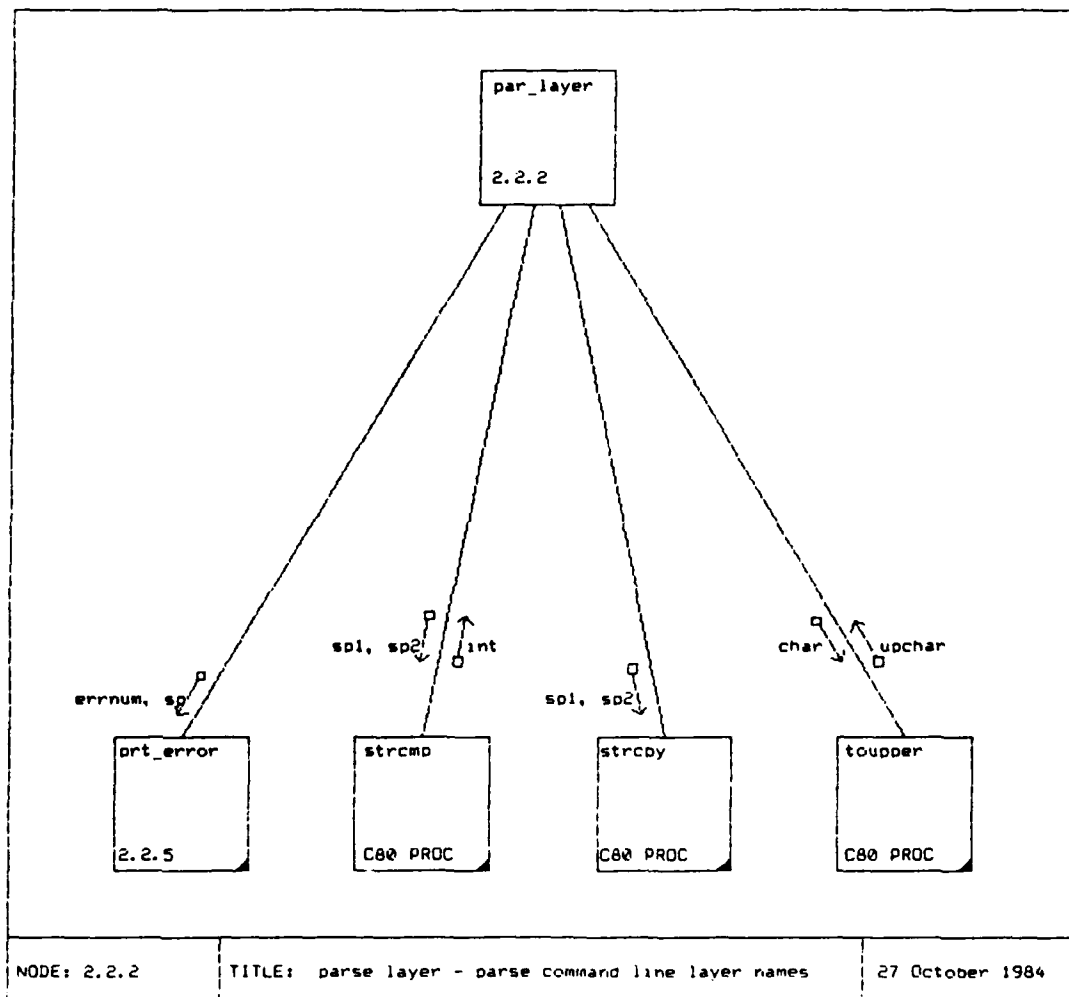 par_layer
2.2.2
sp1, sp2
int
char
upchar
errnum, sp
sp1, sp2
prt_error
strcmp
strcpy
toupper
2.2.5
C80 PROC
C80 PROC
C80 PROC
NODE: 2.2.2
TITLE: parse layer - parse command line layer names
27 October 1984